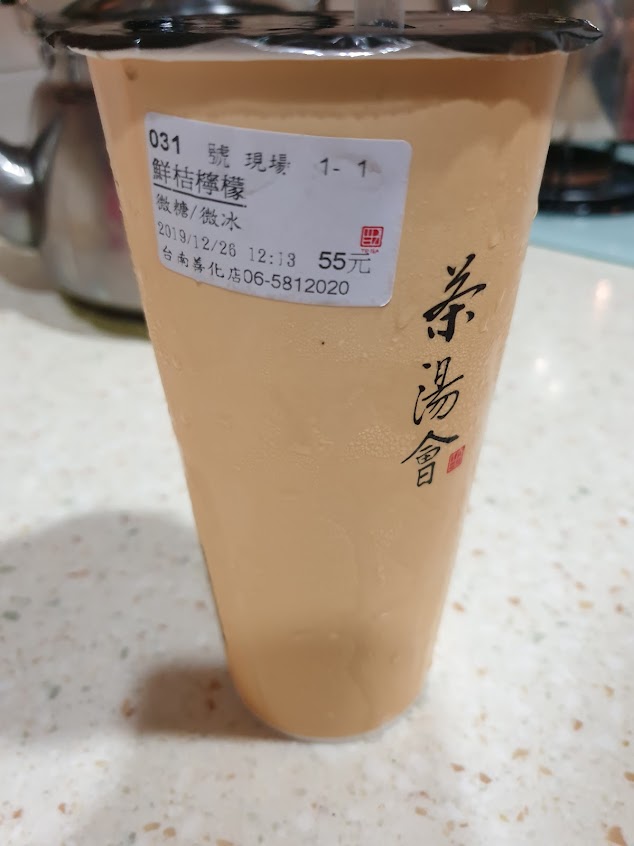 031 號 現場 1- 1
鮮桔檸檬
微糖/微冰
2019/12/26 12:13 55元
台南善化店06-5812020
茶
湯
會